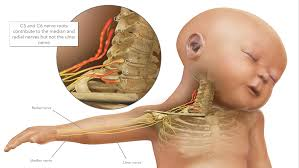 C5 and C6 nerve roots
contribute to the median and
radial nerves but not the ulnar
nerve
Radial nerve
Median nerve
Ulnar nerve